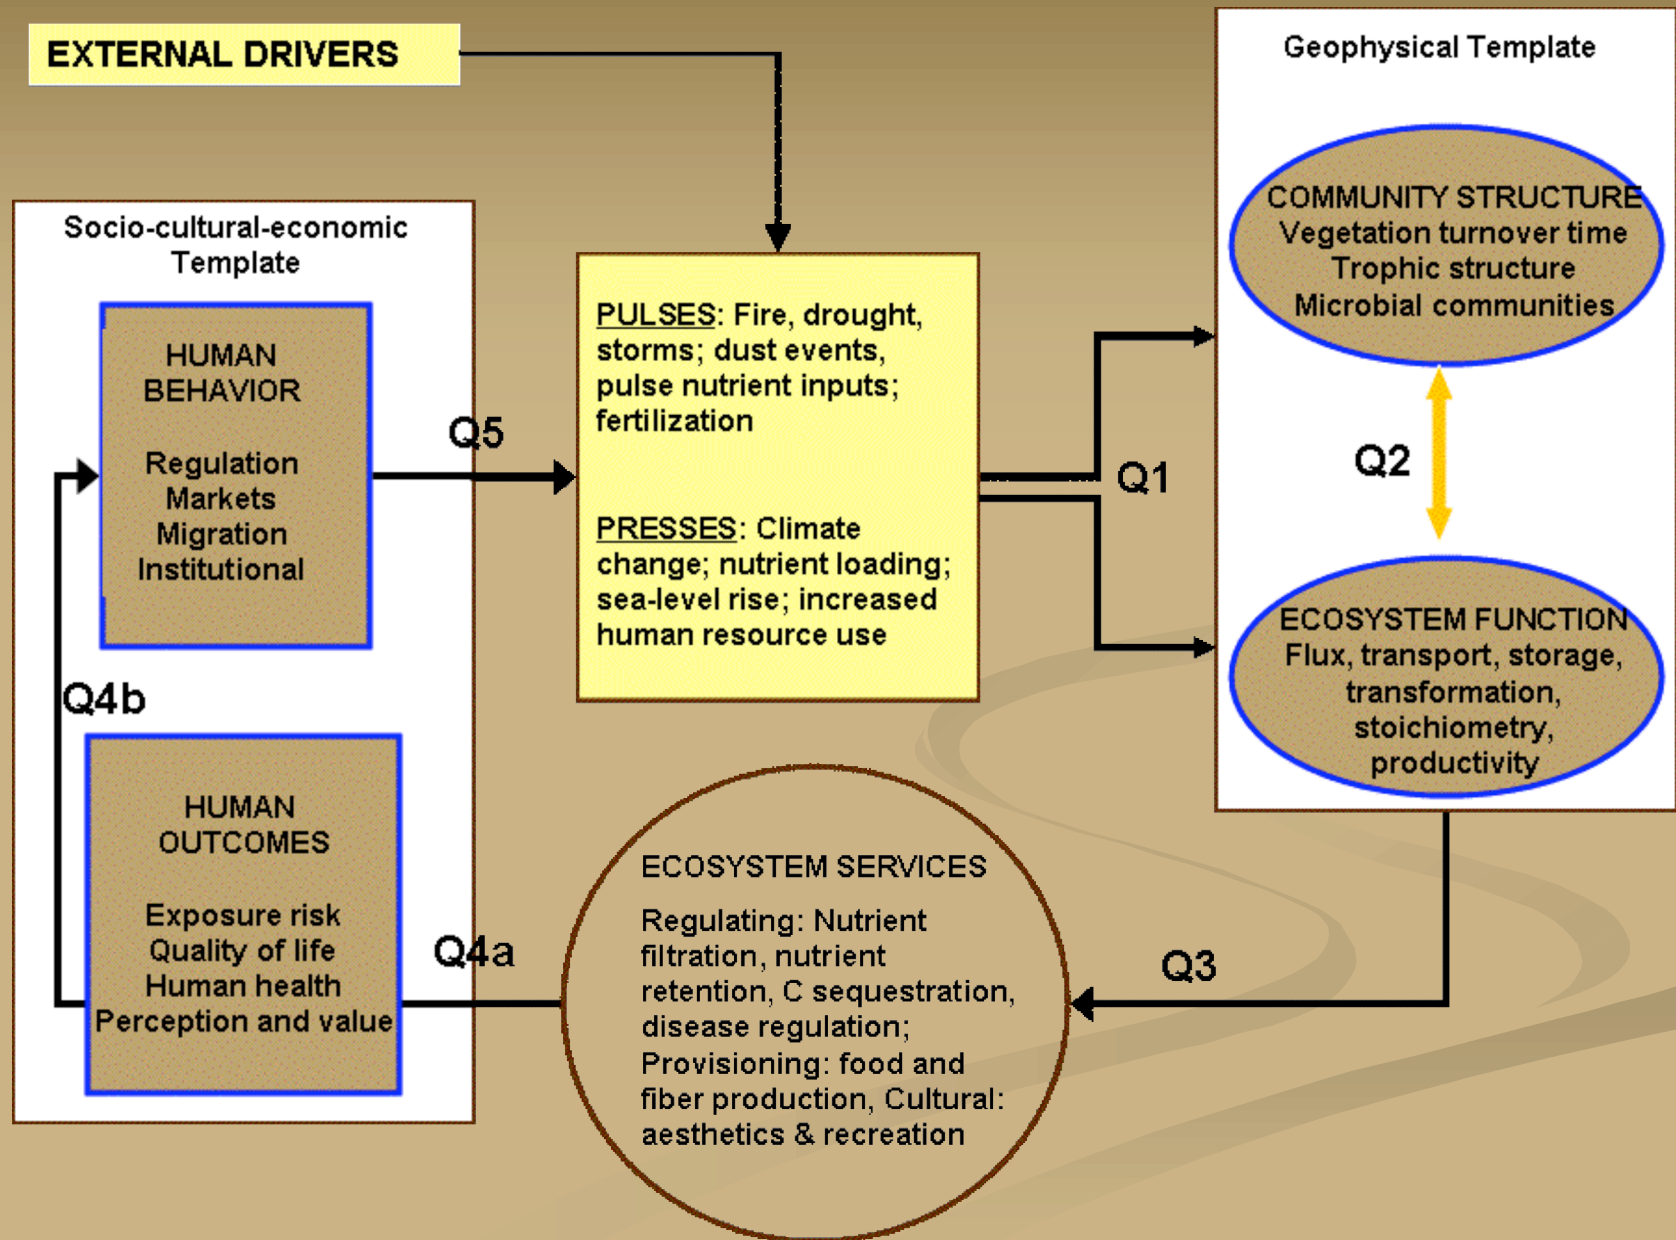 EXTERNAL DRIVERS
Geophysical Template
COMMUNITY STRUCTURE
Vegetation turnover time
Trophic structure
Microbial communities
Q2
ECOSYSTEM FUNCTION
Flux, transport, storage,
transformation,
stoichiometry,
productivity
Socio-cultural-economic
Template
HUMAN
BEHAVIOR
Regulation
Markets
Migration
Institutional
Q5
PULSES: Fire, drought,
storms; dust events,
pulse nutrient inputs;
fertilization
PRESSES: Climate
change; nutrient loading;
sea-level rise; increased
human resource use
Q1
Q4b
HUMAN
OUTCOMES
Exposure risk
Quality of life
Human health
Perception and value
Q4a
ECOSYSTEM SERVICES
Regulating: Nutrient
filtration, nutrient
retention, C sequestration,
disease regulation;
Provisioning: food and
fiber production, Cultural:
aesthetics & recreation
Q3